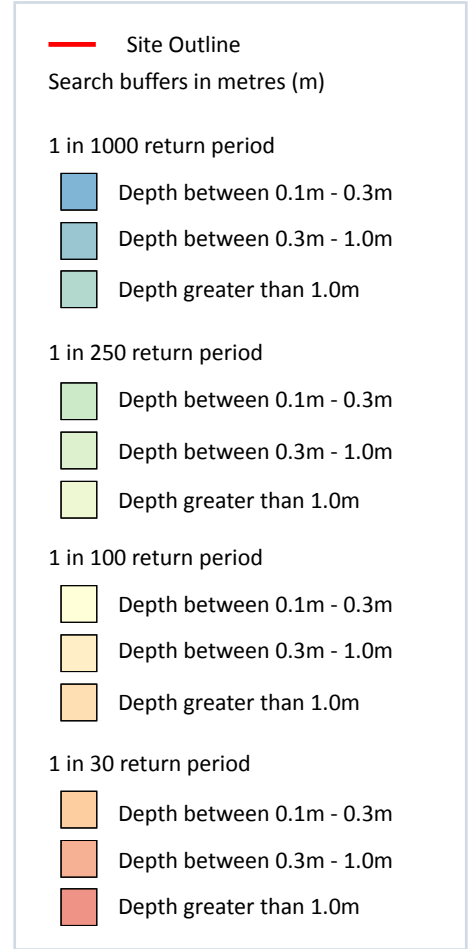 Site Outline
Search buffers in metres (m)
1 in 1000 return period
Depth between 0.1m - 0.3m
Depth between 0.3m - 1.0m
Depth greater than 1.0m
1 in 250 return period
Depth between 0.1m - 0.3m
Depth between 0.3m - 1.0m
Depth greater than 1.0m
1 in 100 return period
Depth between 0.1m - 0.3m
Depth between 0.3m - 1.0m
Depth greater than 1.0m
1 in 30 return period
Depth between 0.1m - 0.3m
Depth between 0.3m - 1.0m
Depth greater than 1.0m